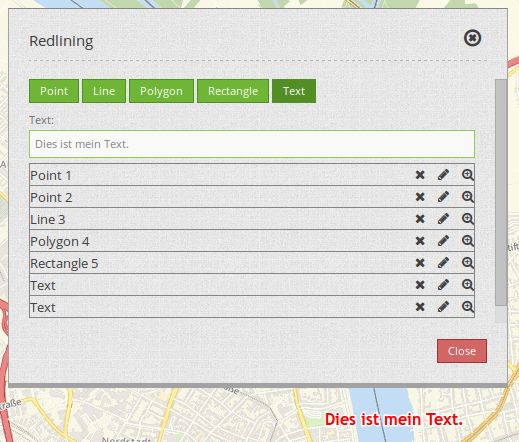 Redlining
Point Line Polygon Rectangle Text
Text:
Dies ist mein Text.
Point 1
Point 2
Line 3
Polygon 4
Rectangle 5
Text
Text
Close
Dies ist mein Text.
Nordstadt